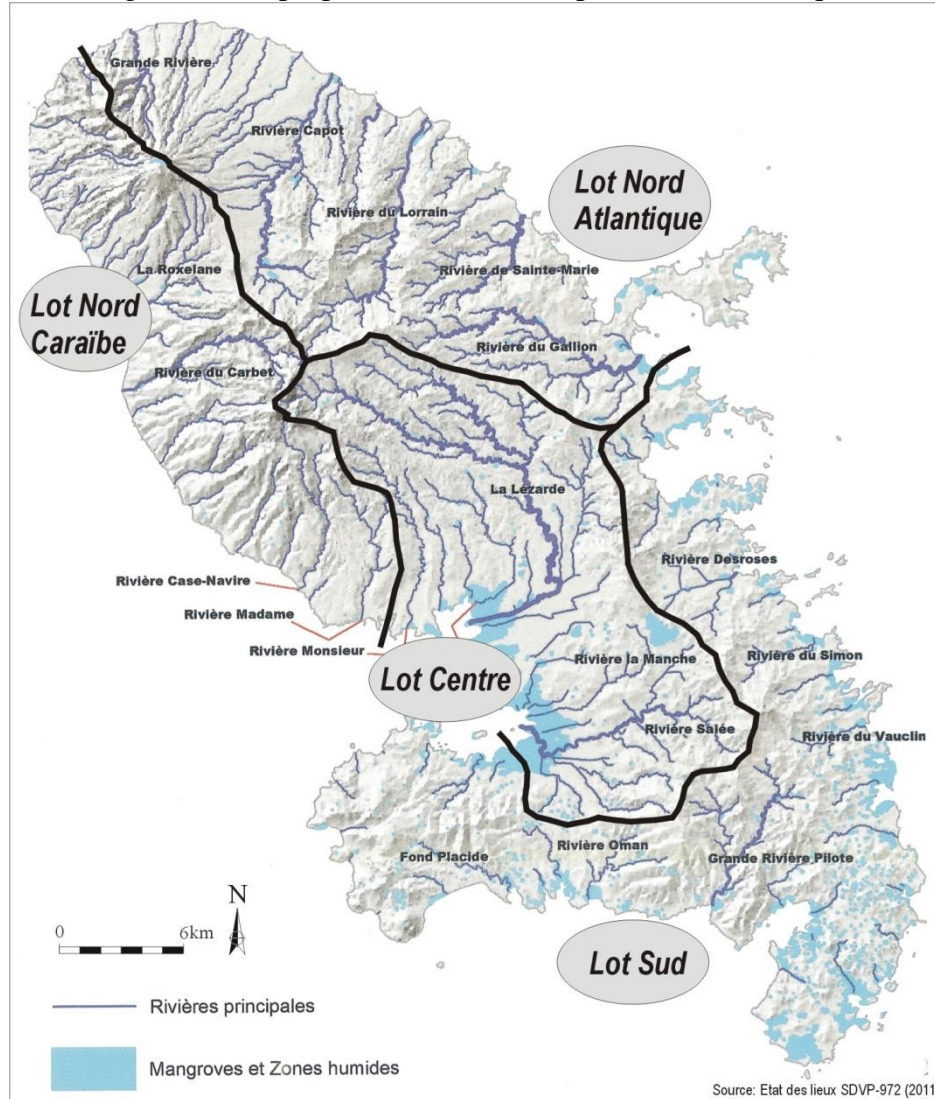 Grande Rivière
Rivière Capot
Lot Nord
Atlantique
Rivière du Lorrain
La Roxelane
Rivière de Sainte-Marie
Lot Nord
Caraïbe
Rivière du Gallion
Rivière du Carbet
La Lézarde
Rivière Desroses
Rivière Case-Navire
Rivière Madame
Rivière Monsieur
Lot Centre
Rivière la Manche
Rivière du Simon
Rivière Salée
Rivière du Vauclin
Rivière Oman
Fond Placide
Grande Rivière Pilote
N
0 6km
Lot Sud
Rivières principales
Mangroves et Zones humides
Source: Etat des lieux SDVP-972 (2011